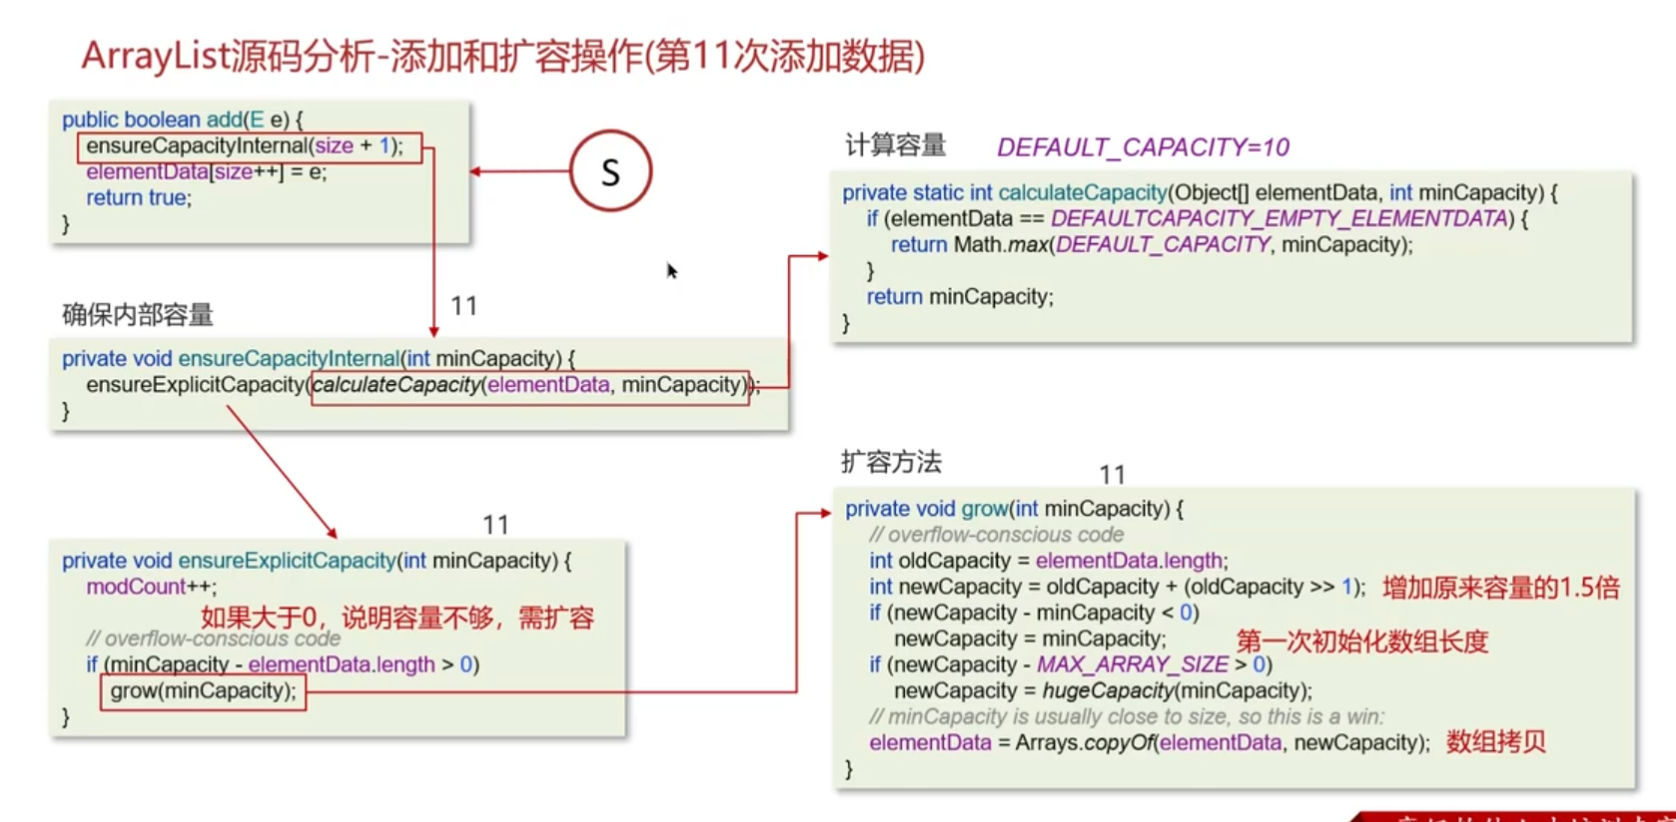 ArrayList源码分析-添加和扩容操作(第11次添加数据)
public boolean add(E e) {
ensureCapacityInternal(size + 1);
elementData[size++] = e;
return true;
}
S
计算容量
DEFAULT_CAPACITY=10
private static int calculateCapacity(Object[] elementData, int minCapacity) {
if (elementData == DEFAULTCAPACITY_EMPTY_ELEMENTDATA) {
return Math.max(DEFAULT_CAPACITY, minCapacity);
}
return minCapacity;
}
确保内部容量
11
private void ensureCapacityInternal(int minCapacity) {
ensureExplicitCapacity(calculateCapacity(elementData, minCapacity));
}
11
private void ensureExplicitCapacity(int minCapacity) {
modCount++;
如果大于0，说明容量不够，需扩容
// overflow-conscious code
if (minCapacity - elementData.length > 0)
grow(minCapacity);
}
扩容方法
11
private void grow(int minCapacity) {
// overflow-conscious code
int oldCapacity = elementData.length;
int newCapacity = oldCapacity + (oldCapacity >> 1); 增加原来容量的1.5倍
if (newCapacity - minCapacity < 0)
newCapacity = minCapacity; 第一次初始化数组长度
if (newCapacity - MAX_ARRAY_SIZE > 0)
newCapacity = hugeCapacity(minCapacity);
// minCapacity is usually close to size, so this is a win:
elementData = Arrays.copyOf(elementData, newCapacity); 数组拷贝
}